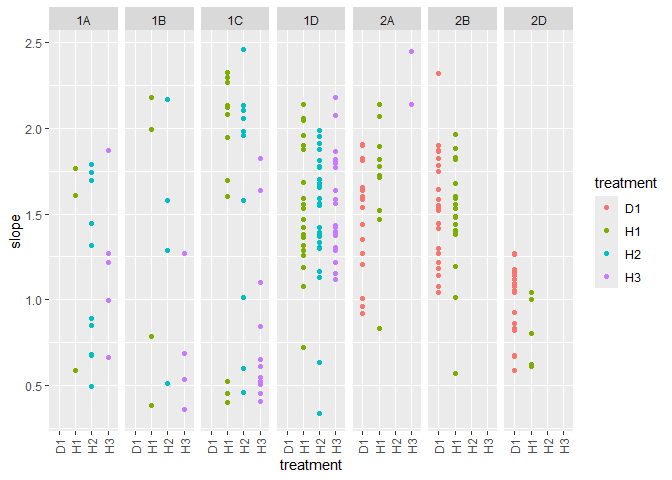 1A 1B 1C 1D 2A 2B 2D
2.5
2.0
1.5
1.0
0.5
slope
D1 H1 H2 H3 D1 H1 H2 H3 D1 H1 H2 H3 D1 H1 H2 H3 D1 H1 H2 H3 D1 H1 H2 H3 D1 H1 H2 H3
treatment
treatment
D1
H1
H2
H3